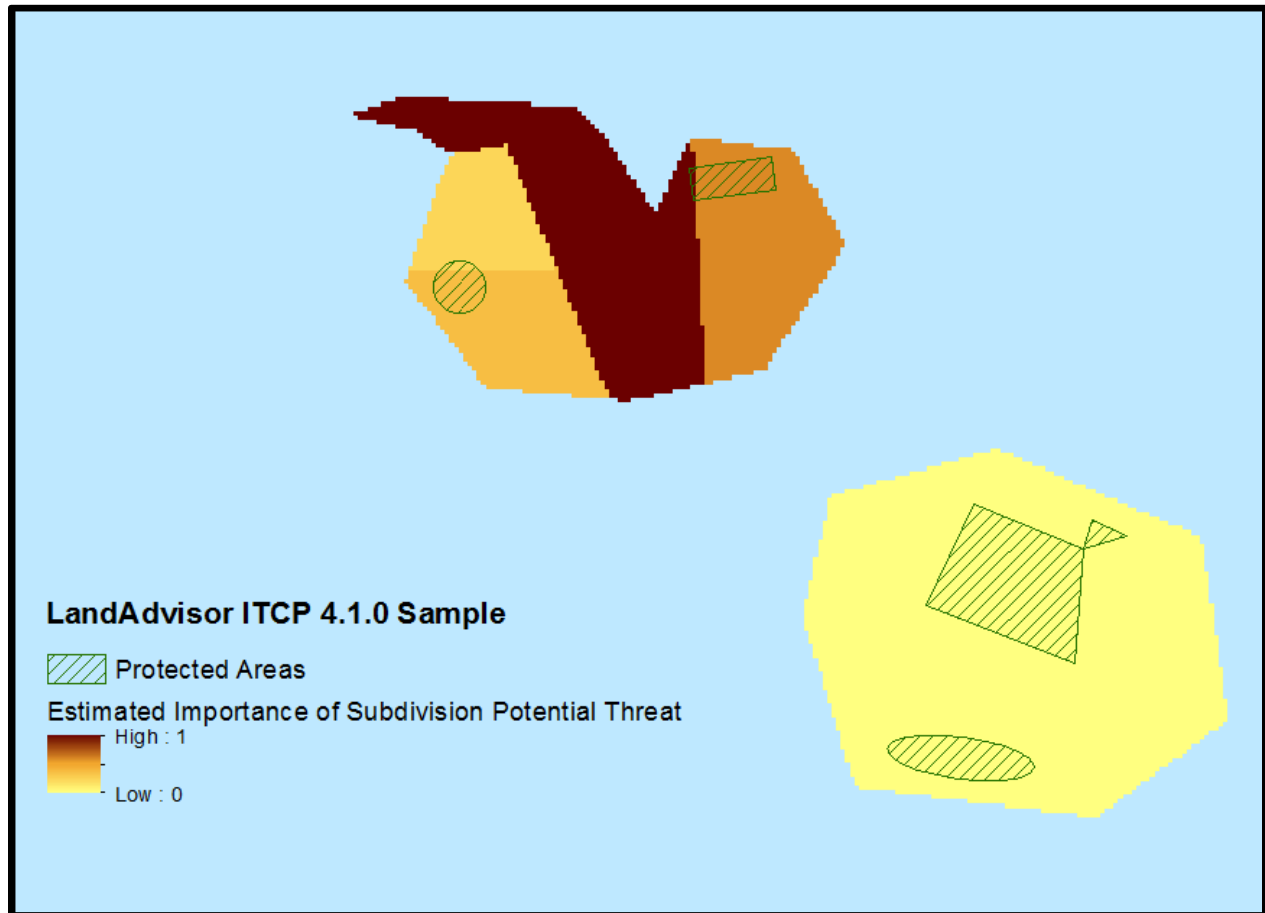 LandAdvisor ITCP 4.1.0 Sample
Protected Areas
Estimated Importance of Subdivision Potential Threat
High : 1
Low : 0